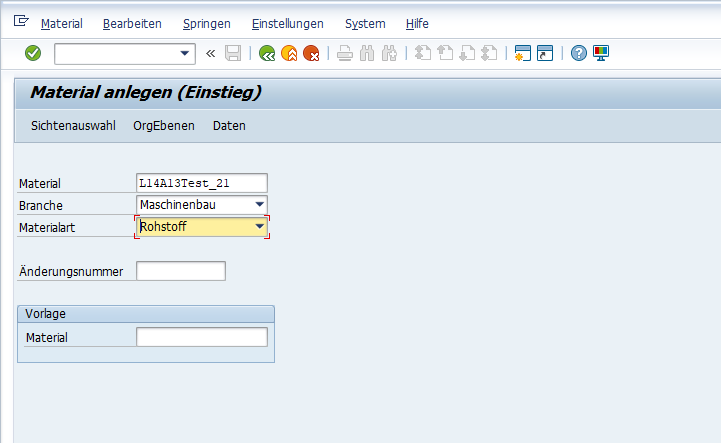 Material Bearbeiten Springen Einstellungen System Hilfe
Material anlegen (Einstieg)
Sichtenauswahl OrgEbenen Daten
Material L14A13Test_21
Branche Maschinenbau
Materialart Rohstoff
Änderungsnummer
Vorlage
Material